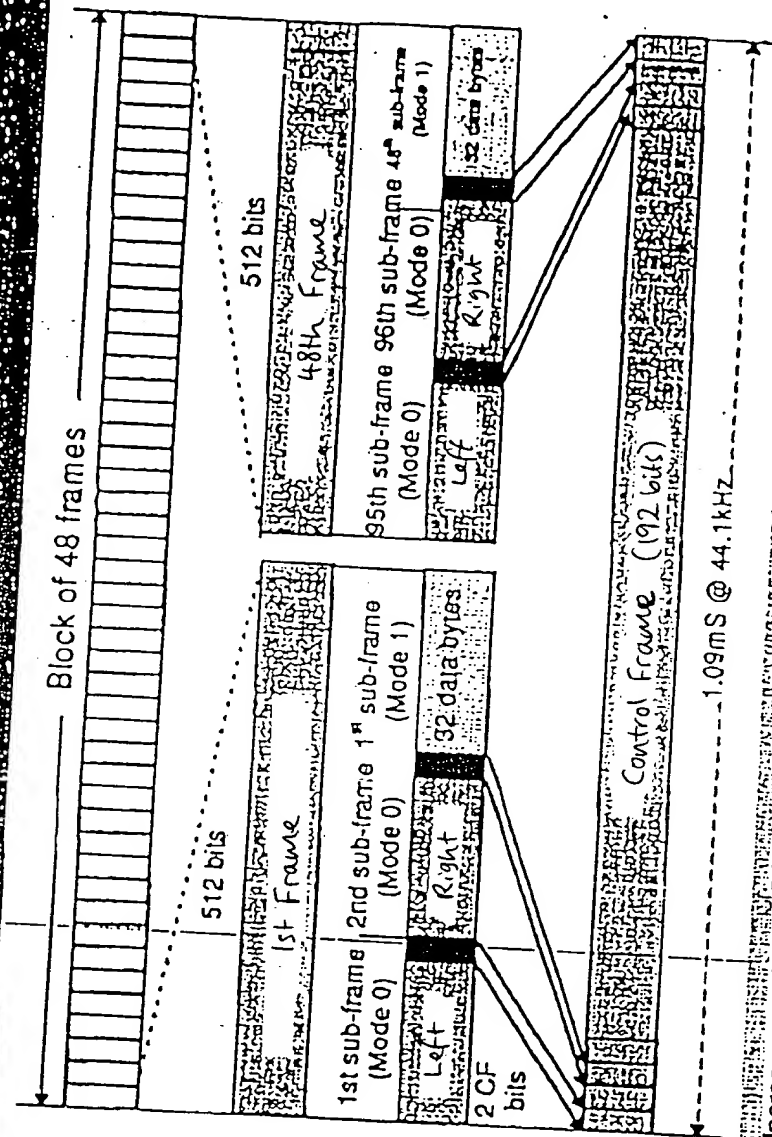 Block of 48 frames
512 bits
512 bits
1st Frame
48th Frame
1st sub-frame
(Mode 0)
2nd sub-frame
(Mode 0)
1st sub-frame
(Mode 1)
95th sub-frame
(Mode 0)
96th sub-frame
(Mode 0)
48th sub-frame
(Mode 1)
Left
Right
32 data bytes
Left
Right
32 data bytes
2 CF
bits
Control Frame (192 bits)
1.09mS @ 44.1kHz